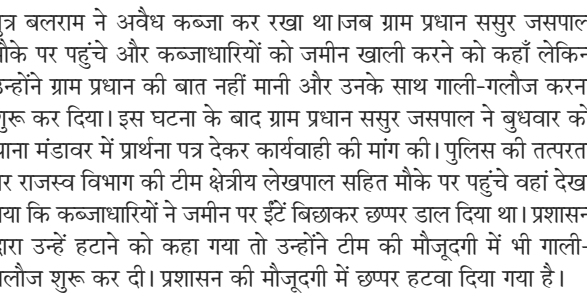 पुत्र बलराम ने अवैध कब्जा कर रखा था।जब ग्राम प्रधान ससुर जसपाल
मौके पर पहुंचे और कब्जाधारियों को जमीन खाली करने को कहाँ लेकिन
उन्होंने ग्राम प्रधान की बात नहीं मानी और उनके साथ गाली-गलौज करना
शुरू कर दिया। इस घटना के बाद ग्राम प्रधान ससुर जसपाल ने बुधवार को
थाना मंडावर में प्रार्थना पत्र देकर कार्यवाही की मांग की। पुलिस की तत्परता
पर राजस्व विभाग की टीम क्षेत्रीय लेखपाल सहित मौके पर पहुंचे वहां देखा
गया कि कब्जाधारियों ने जमीन पर ईंटें बिछाकर छप्पर डाल दिया था। प्रशासन
द्वारा उन्हें हटाने को कहा गया तो उन्होंने टीम की मौजूदगी में भी गाली-
गलौज शुरू कर दी। प्रशासन की मौजूदगी में छप्पर हटवा दिया गया है।